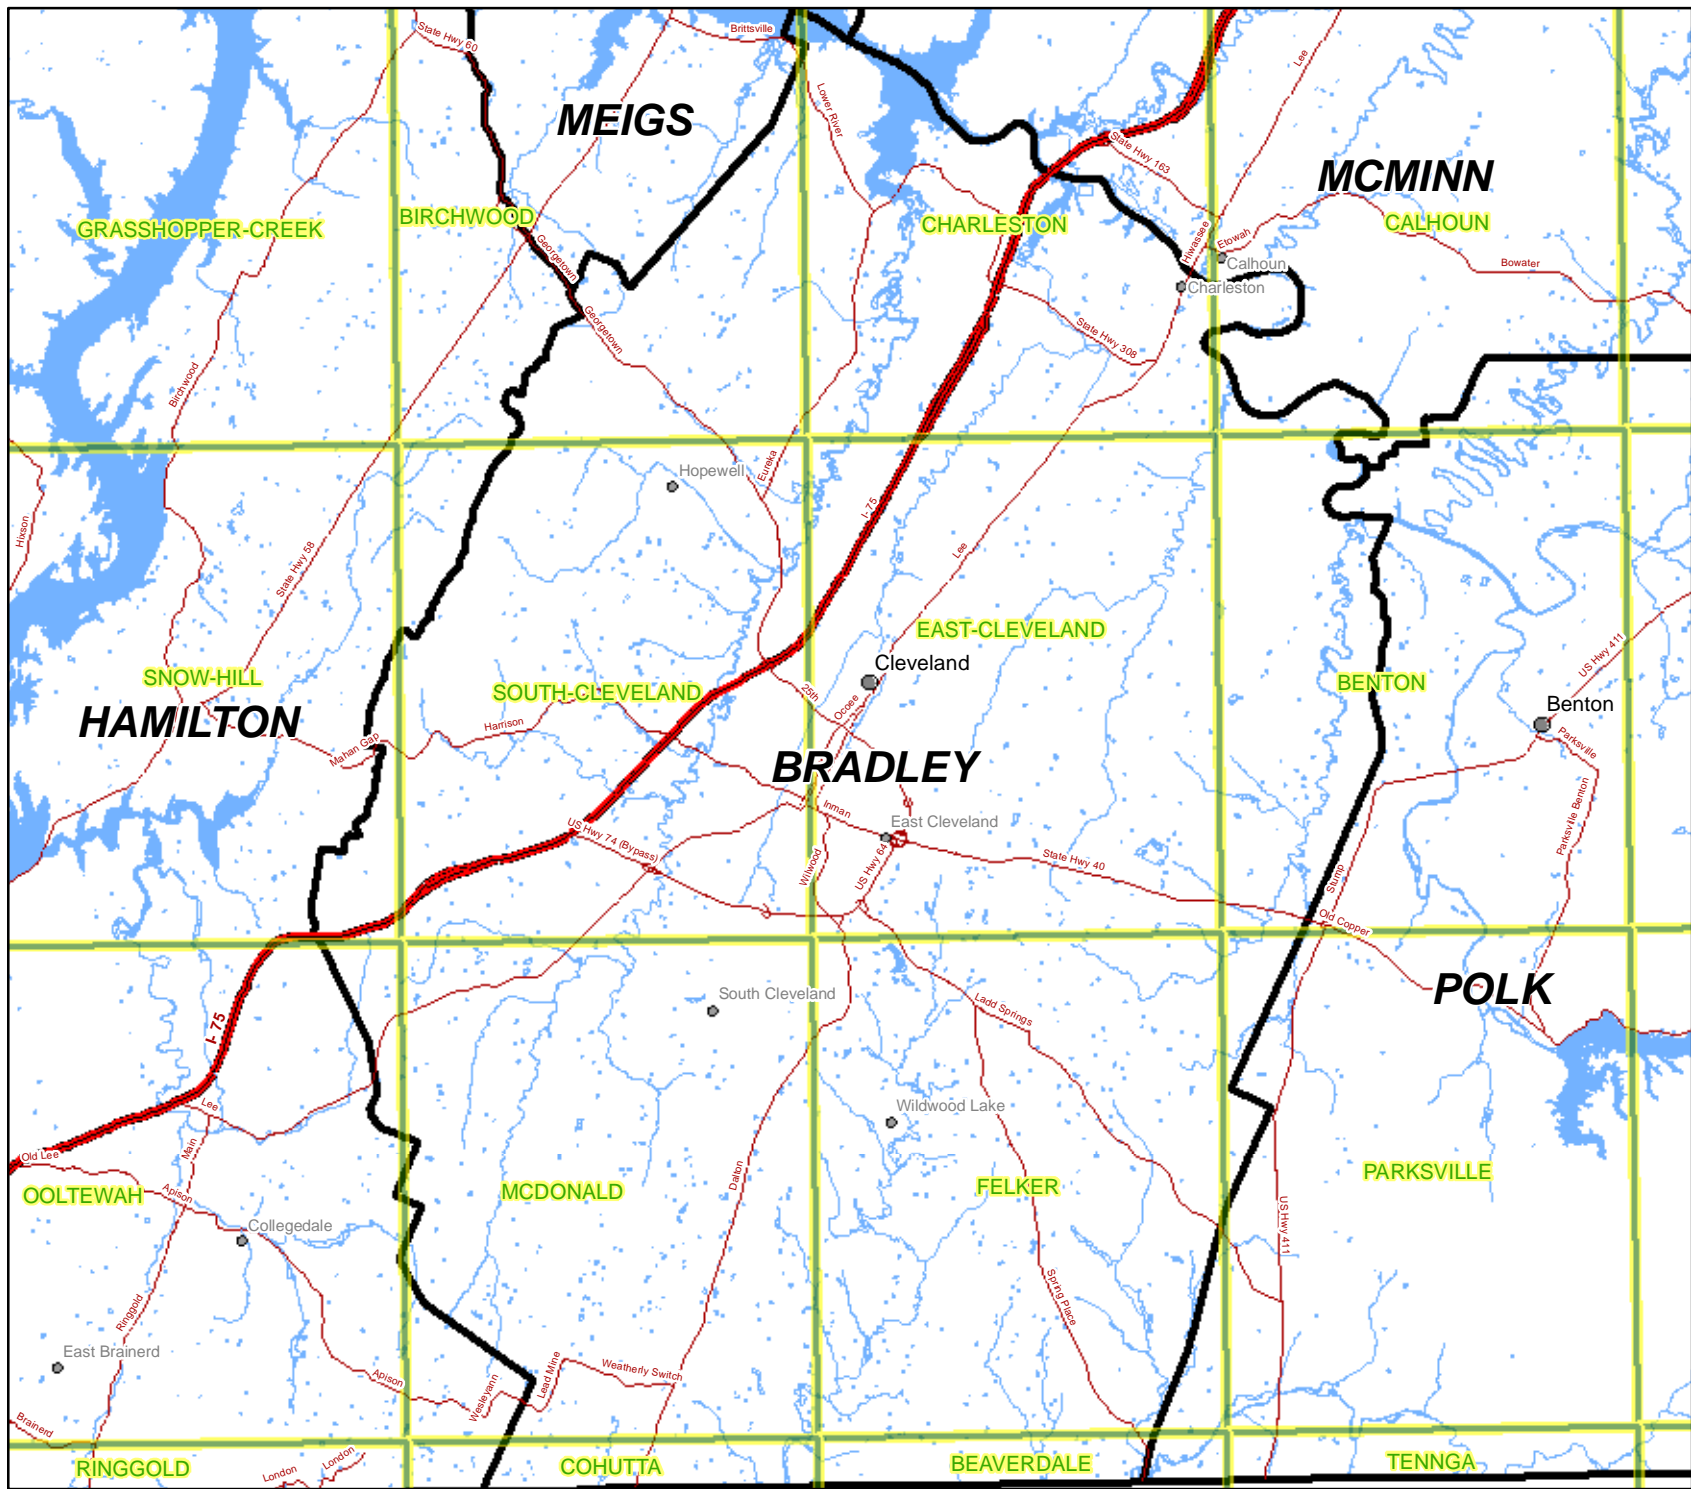 State Hwy 60
Brittsville
Lee
MEIGS
Lower River
State Hwy 163
MCMINN
GRASSHOPPER-CREEK
BIRCHWOOD
CHARLESTON
CALHOUN
Georgetown
Hiwassee
Etowah
Calhoun
Bowater
Charleston
Georgetown
State Hwy 308
Birchwood
Hopewell
Eureka
I-75
Hixson
State Hwy 58
Lee
EAST-CLEVELAND
US Hwy 411
Cleveland
SNOW-HILL
SOUTH-CLEVELAND
25th
Ocoee
BENTON
Benton
HAMILTON
Harrison
Mahan Gap
Parksville
BRADLEY
Inman
East Cleveland
US Hwy 74 (Bypass)
Wilwood
US Hwy 64
State Hwy 40
Stump
Parksville Benton
Old Copper
South Cleveland
Ladd Springs
POLK
I-75
Lee
Wildwood Lake
Main
Old Lee
OOLTEWAH
Apison
MCDONALD
Dalton
FELKER
PARKSVILLE
Collegedale
US Hwy 411
Ringgold
Spring Place
East Brainerd
Apison
Wesleyann
Lead Mine
Weatherly Switch
Brainerd
RINGGOLD
London
London
COHUTTA
BEAVERDALE
TENNGA